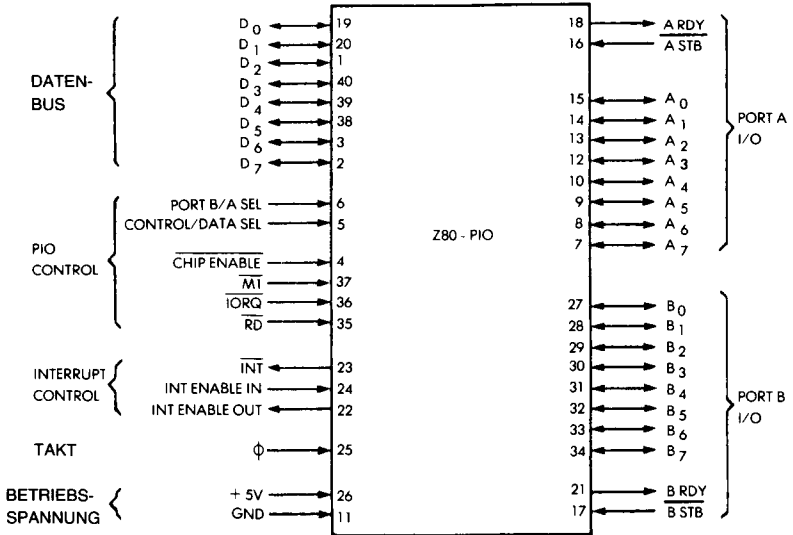 DATEN-
BUS
D0 19
D1 20
D2 1
D3 40
D4 39
D5 38
D6 3
D7 2
PIO
CONTROL
PORT B/A SEL 6
CONTROL/DATA SEL 5
CHIP ENABLE 4
M1 37
IORQ 36
RD 35
INTERRUPT
CONTROL
INT 23
INT ENABLE IN 24
INT ENABLE OUT 22
TAKT
ϕ 25
BETRIEBS-
SPANNUNG
+ 5V 26
GND 11
Z80 - PIO
18 A RDY
16 A STB
15 A0
14 A1
13 A2
12 A3
10 A4
9 A5
8 A6
7 A7
PORT A
I/O
27 B0
28 B1
29 B2
30 B3
31 B4
32 B5
33 B6
34 B7
21 B RDY
17 B STB
PORT B
I/O